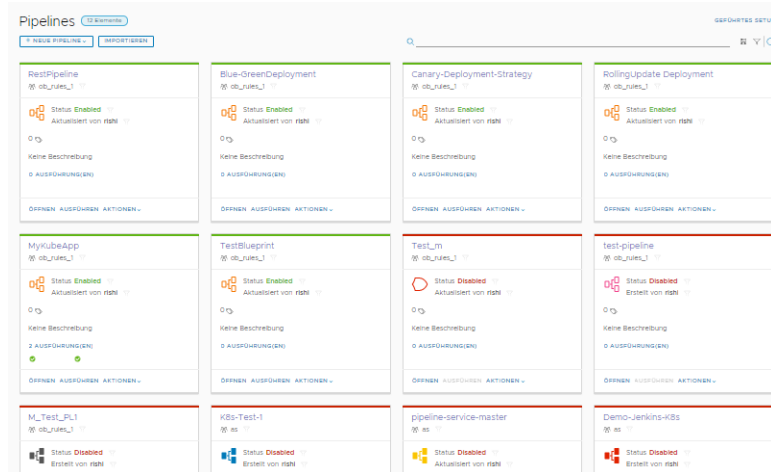 Pipelines 12 Elemente
GEFÜHRTES SETU
+ NEUE PIPELINE
IMPORTIEREN
RestPipeline
ob_rules_1
Status Enabled
Aktualisiert von rishi
0
Keine Beschreibung
0 AUSFÜHRUNG(EN)
ÖFFNEN AUSFÜHREN AKTIONEN
Blue-GreenDeployment
ob_rules_1
Status Enabled
Aktualisiert von rishi
0
Keine Beschreibung
0 AUSFÜHRUNG(EN)
ÖFFNEN AUSFÜHREN AKTIONEN
Canary-Deployment-Strategy
ob_rules_1
Status Enabled
Aktualisiert von rishi
0
Keine Beschreibung
0 AUSFÜHRUNG(EN)
ÖFFNEN AUSFÜHREN AKTIONEN
RollingUpdate Deployment
ob_rules_1
Status Enabled
Aktualisiert von rishi
0
Keine Beschreibung
0 AUSFÜHRUNG(EN)
ÖFFNEN AUSFÜHREN AKTIONEN
MyKubeApp
ob_rules_1
Status Enabled
Aktualisiert von rishi
0
Keine Beschreibung
2 AUSFÜHRUNG(EN)
ÖFFNEN AUSFÜHREN AKTIONEN
TestBlueprint
ob_rules_1
Status Enabled
Aktualisiert von rishi
0
Keine Beschreibung
0 AUSFÜHRUNG(EN)
ÖFFNEN AUSFÜHREN AKTIONEN
Test_m
ob_rules_1
Status Disabled
Aktualisiert von rishi
0
Keine Beschreibung
0 AUSFÜHRUNG(EN)
ÖFFNEN AUSFÜHREN AKTIONEN
test-pipeline
ob_rules_1
Status Disabled
Erstellt von rishi
0
Keine Beschreibung
0 AUSFÜHRUNG(EN)
ÖFFNEN AUSFÜHREN AKTIONEN
M_Test_PL1
ob_rules_1
Status Disabled
Erstellt von rishi
K8s-Test-1
as
Status Disabled
Erstellt von rishi
pipeline-service-master
as
Status Disabled
Aktualisiert von rishi
Demo-Jenkins-K8s
as
Status Disabled
Erstellt von rishi